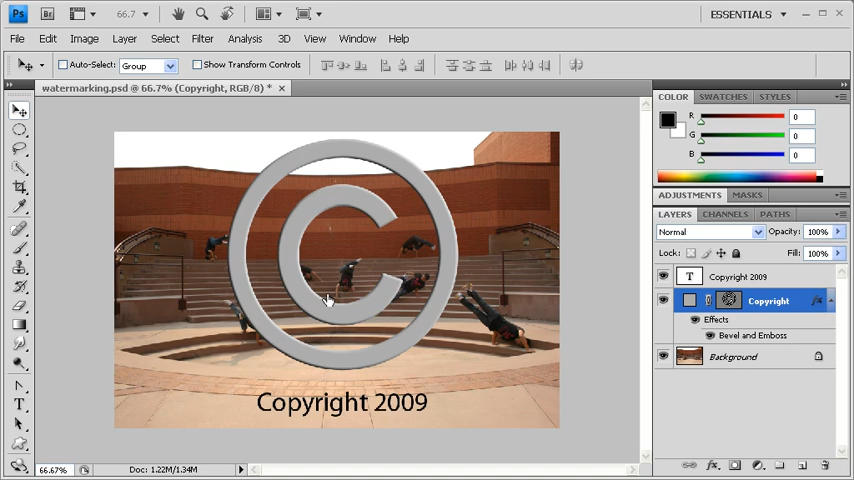 Ps Br 66.7 ESSENTIALS
File Edit Image Layer Select Filter Analysis 3D View Window Help
Auto-Select: Group Show Transform Controls
watermarking.psd @ 66.7% (Copyright, RGB/8) * ×
COLOR SWATCHES STYLES
R 0
G 0
B 0
ADJUSTMENTS MASKS
LAYERS CHANNELS PATHS
Normal Opacity: 100%
Lock: Fill: 100%
T Copyright 2009
Copyright fx
Effects
Bevel and Emboss
Background
©
Copyright 2009
66.67% Doc: 1.22M/1.34M